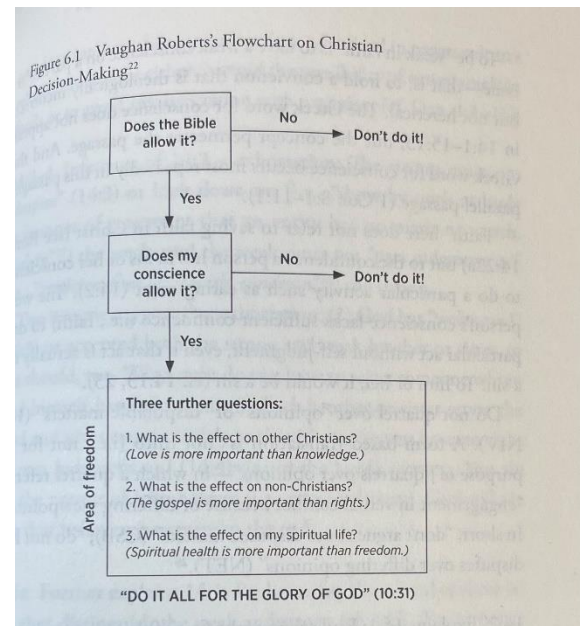 Figure 6.1 Vaughan Roberts's Flowchart on Christian
Decision-Making22
Does the Bible
allow it?
No
Don't do it!
Yes
Does my
conscience
allow it?
No
Don't do it!
Yes
Area of freedom
Three further questions:
1. What is the effect on other Christians?
(Love is more important than knowledge.)
2. What is the effect on non-Christians?
(The gospel is more important than rights.)
3. What is the effect on my spiritual life?
(Spiritual health is more important than freedom.)
"DO IT ALL FOR THE GLORY OF GOD" (10:31)